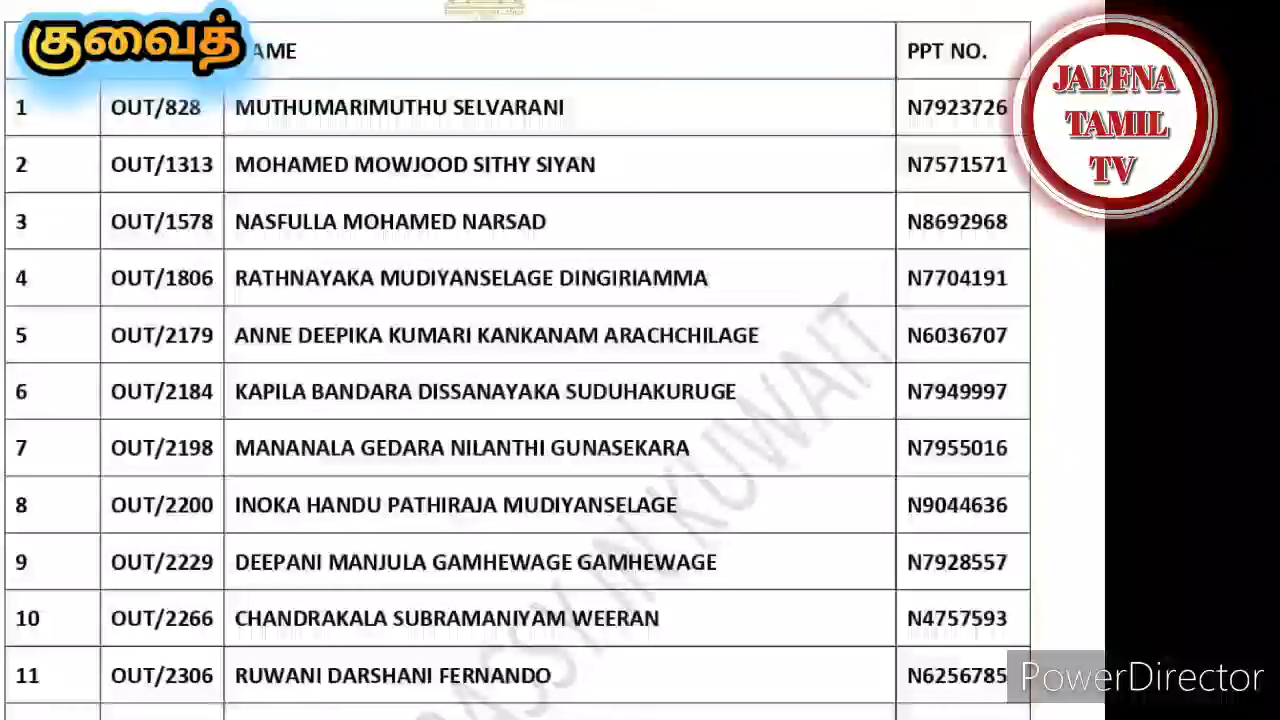 குவைத்
AME PPT NO.
1 OUT/828 MUTHUMARIMUTHU SELVARANI N7923726
2 OUT/1313 MOHAMED MOWJOOD SITHY SIYAN N7571571
3 OUT/1578 NASFULLA MOHAMED NARSAD N8692968
4 OUT/1806 RATHNAYAKA MUDIYANSELAGE DINGIRIAMMA N7704191
5 OUT/2179 ANNE DEEPIKA KUMARI KANKANAM ARACHCHILAGE N6036707
6 OUT/2184 KAPILA BANDARA DISSANAYAKA SUDUHAKURUGE N7949997
7 OUT/2198 MANANALA GEDARA NILANTHI GUNASEKARA N7955016
8 OUT/2200 INOKA HANDU PATHIRAJA MUDIYANSELAGE N9044636
9 OUT/2229 DEEPANI MANJULA GAMHEWAGE GAMHEWAGE N7928557
10 OUT/2266 CHANDRAKALA SUBRAMANIYAM WEERAN N4757593
11 OUT/2306 RUWANI DARSHANI FERNANDO N6256785
JAFFNA
TAMIL
TV
ASSY IN KUWAIT
PowerDirector